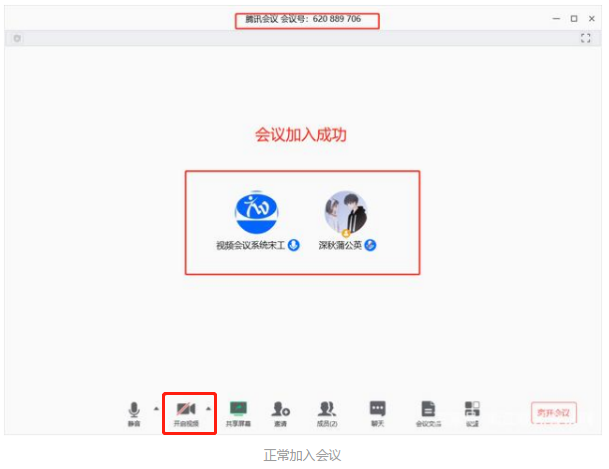 腾讯会议 会议号: 620 889 706
会议加入成功
视频会议系统宋工
深秋蒲公英
静音
开启视频
共享屏幕
邀请
成员(2)
聊天
会议文档
离开会议
正常加入会议